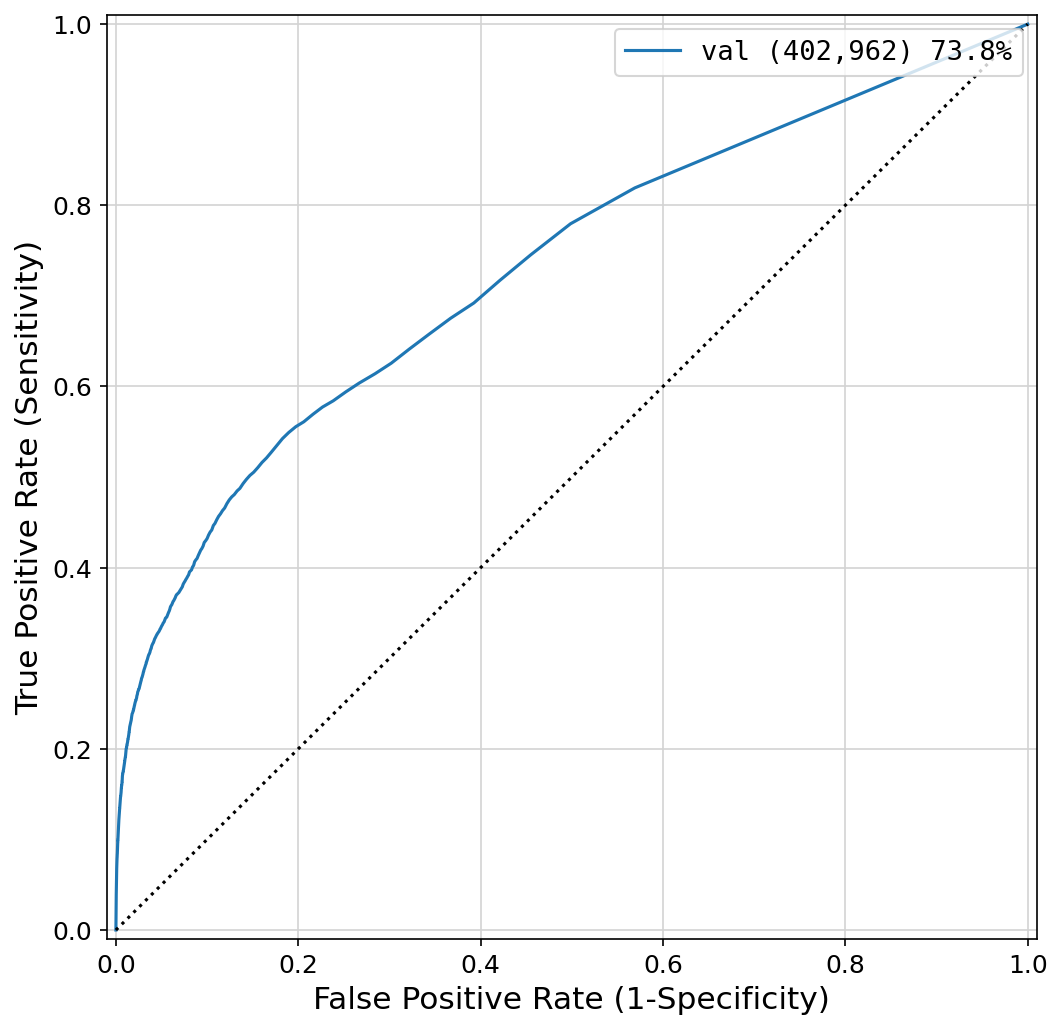 1.0
0.8
0.6
0.4
0.2
0.0
True Positive Rate (Sensitivity)
val (402,962) 73.8%
0.0 0.2 0.4 0.6 0.8 1.0
False Positive Rate (1-Specificity)